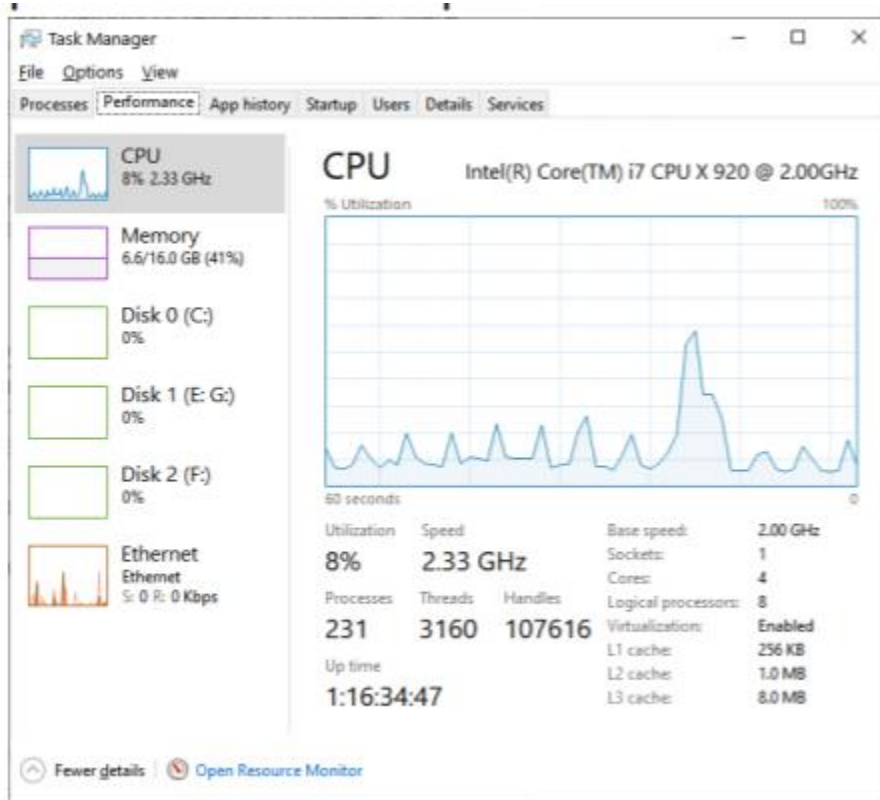 Task Manager
File Options View
Processes Performance App history Startup Users Details Services
CPU
8% 2.33 GHz
Memory
6.6/16.0 GB (41%)
Disk 0 (C:)
0%
Disk 1 (E: G:)
0%
Disk 2 (F:)
0%
Ethernet
Ethernet
S: 0 R: 0 Kbps
CPU Intel(R) Core(TM) i7 CPU X 920 @ 2.00GHz
% Utilization 100%
60 seconds 0
Utilization Speed
8% 2.33 GHz
Processes Threads Handles
231 3160 107616
Up time
1:16:34:47
Base speed: 2.00 GHz
Sockets: 1
Cores: 4
Logical processors: 8
Virtualization: Enabled
L1 cache: 256 KB
L2 cache: 1.0 MB
L3 cache: 8.0 MB
Fewer details Open Resource Monitor